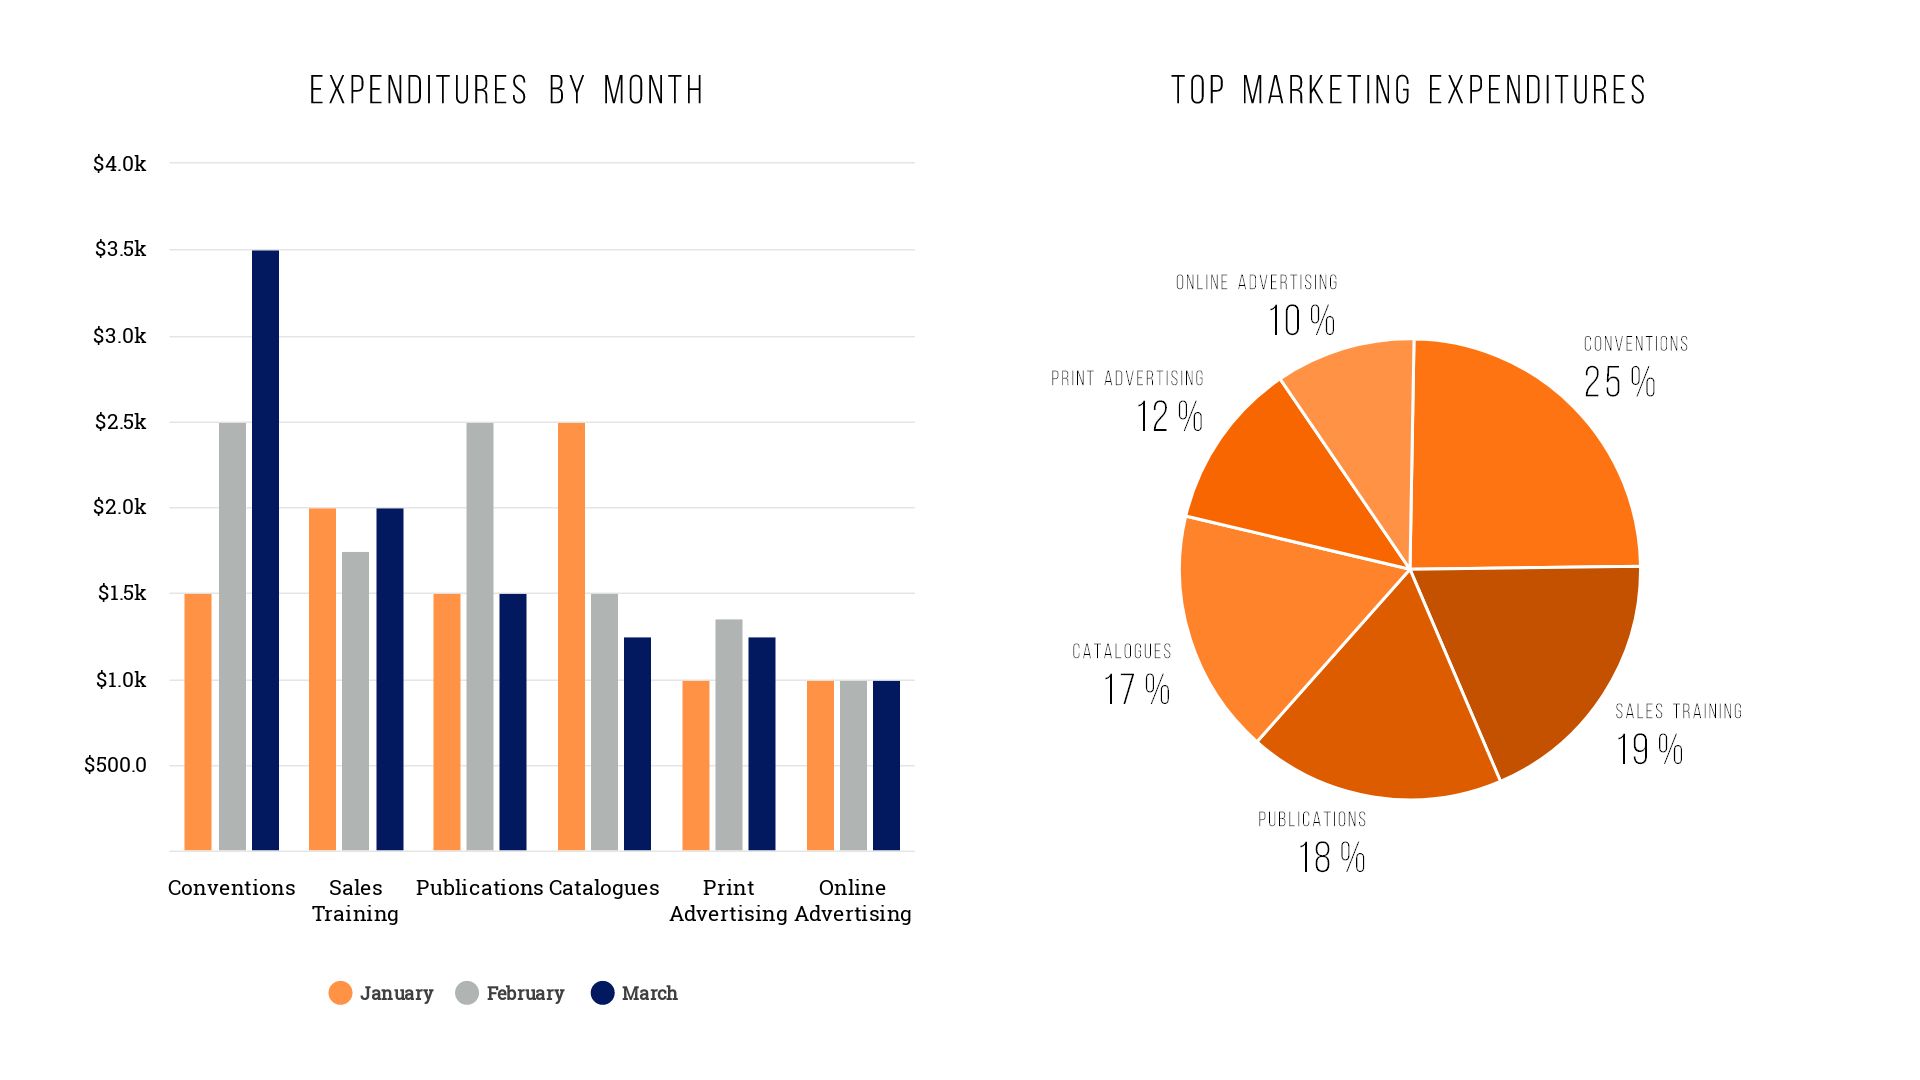 EXPENDITURES BY MONTH
$4.0k
$3.5k
$3.0k
$2.5k
$2.0k
$1.5k
$1.0k
$500.0
Conventions
Sales
Training
Publications
Catalogues
Print
Advertising
Online
Advertising
January
February
March
TOP MARKETING EXPENDITURES
ONLINE ADVERTISING
10 %
CONVENTIONS
25 %
PRINT ADVERTISING
12 %
CATALOGUES
17 %
SALES TRAINING
19 %
PUBLICATIONS
18 %